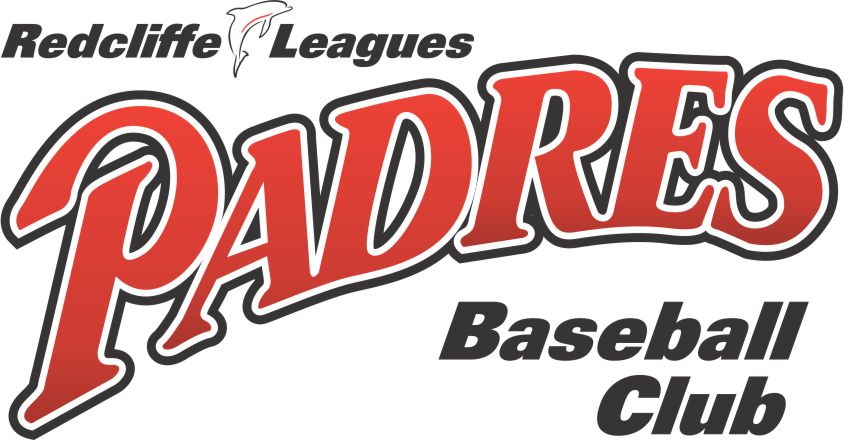 Redcliffe Leagues
PADRES
Baseball
Club